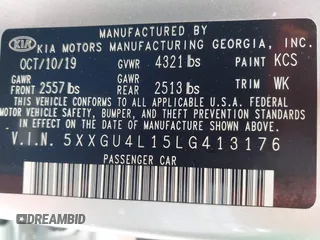 MANUFACTURED BY
KIA KIA MOTORS MANUFACTURING GEORGIA, INC.
OCT/10/19 GVWR 4321 lbs PAINT KCS
GAWR FRONT 2557 lbs GAWR REAR 2513 lbs TRIM WK
THIS VEHICLE CONFORMS TO ALL APPLICABLE U.S.A. FEDERAL
MOTOR VEHICLE SAFETY, BUMPER, AND THEFT PREVENTION
STANDARDS IN EFFECT ON THE DATE OF MANUFACTURE SHOWN ABOVE.
V.I.N. 5XXGU4L15LG413176
PASSENGER CAR
DREAMBID